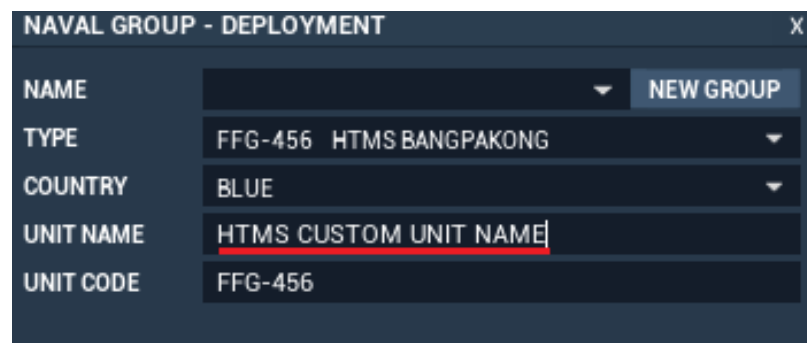 NAVAL GROUP - DEPLOYMENT X
NAME NEW GROUP
TYPE FFG-456 HTMS BANGPAKONG
COUNTRY BLUE
UNIT NAME HTMS CUSTOM UNIT NAME
UNIT CODE FFG-456